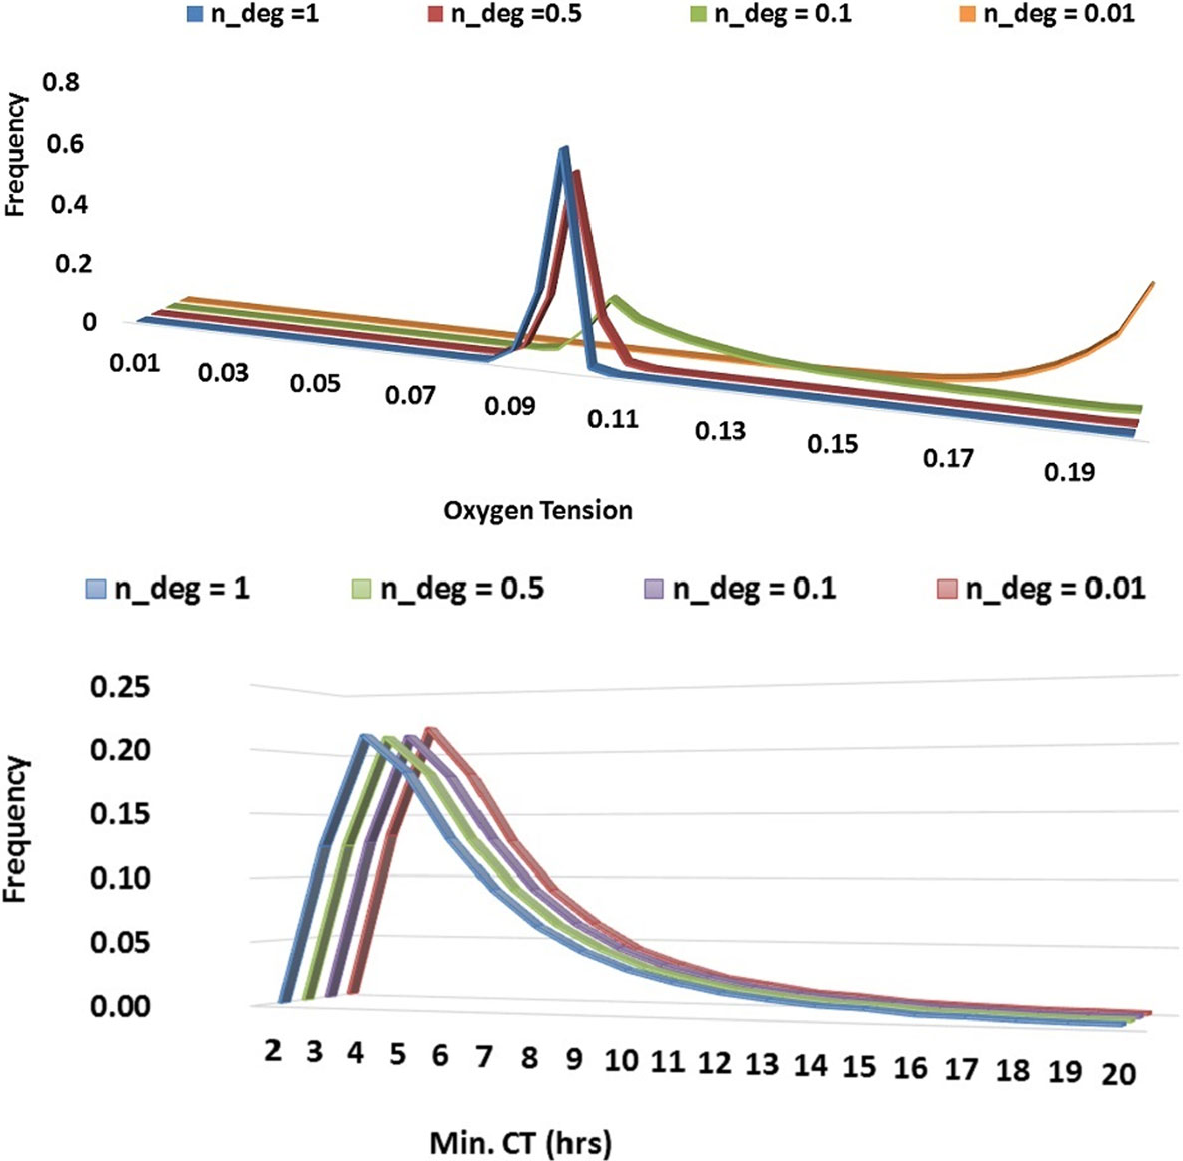 n_deg =1 n_deg =0.5 n_deg = 0.1 n_deg = 0.01
Frequency
0.8
0.6
0.4
0.2
0
0.01 0.03 0.05 0.07 0.09 0.11 0.13 0.15 0.17 0.19
Oxygen Tension
n_deg = 1 n_deg = 0.5 n_deg = 0.1 n_deg = 0.01
Frequency
0.25
0.20
0.15
0.10
0.05
0.00
2 3 4 5 6 7 8 9 10 11 12 13 14 15 16 17 18 19 20
Min. CT (hrs)